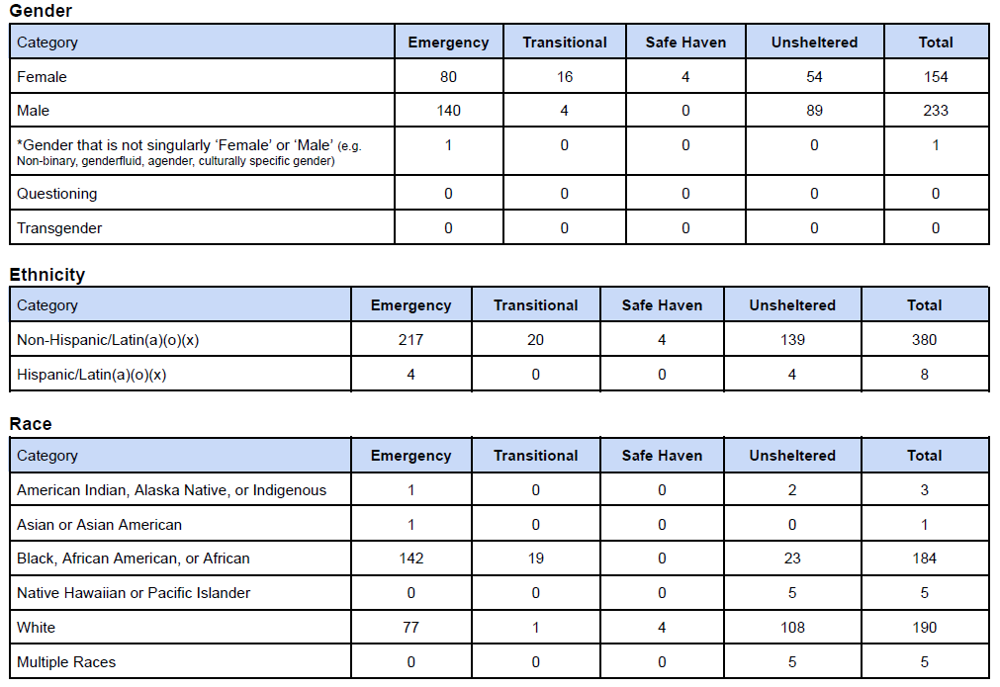 Gender
Category Emergency Transitional Safe Haven Unsheltered Total
Female 80 16 4 54 154
Male 140 4 0 89 233
*Gender that is not singularly ‘Female’ or ‘Male’ (e.g. 1 0 0 0 1
Non-binary, genderfluid, agender, culturally specific gender)
Questioning 0 0 0 0 0
Transgender 0 0 0 0 0
Ethnicity
Category Emergency Transitional Safe Haven Unsheltered Total
Non-Hispanic/Latin(a)(o)(x) 217 20 4 139 380
Hispanic/Latin(a)(o)(x) 4 0 0 4 8
Race
Category Emergency Transitional Safe Haven Unsheltered Total
American Indian, Alaska Native, or Indigenous 1 0 0 2 3
Asian or Asian American 1 0 0 0 1
Black, African American, or African 142 19 0 23 184
Native Hawaiian or Pacific Islander 0 0 0 5 5
White 77 1 4 108 190
Multiple Races 0 0 0 5 5